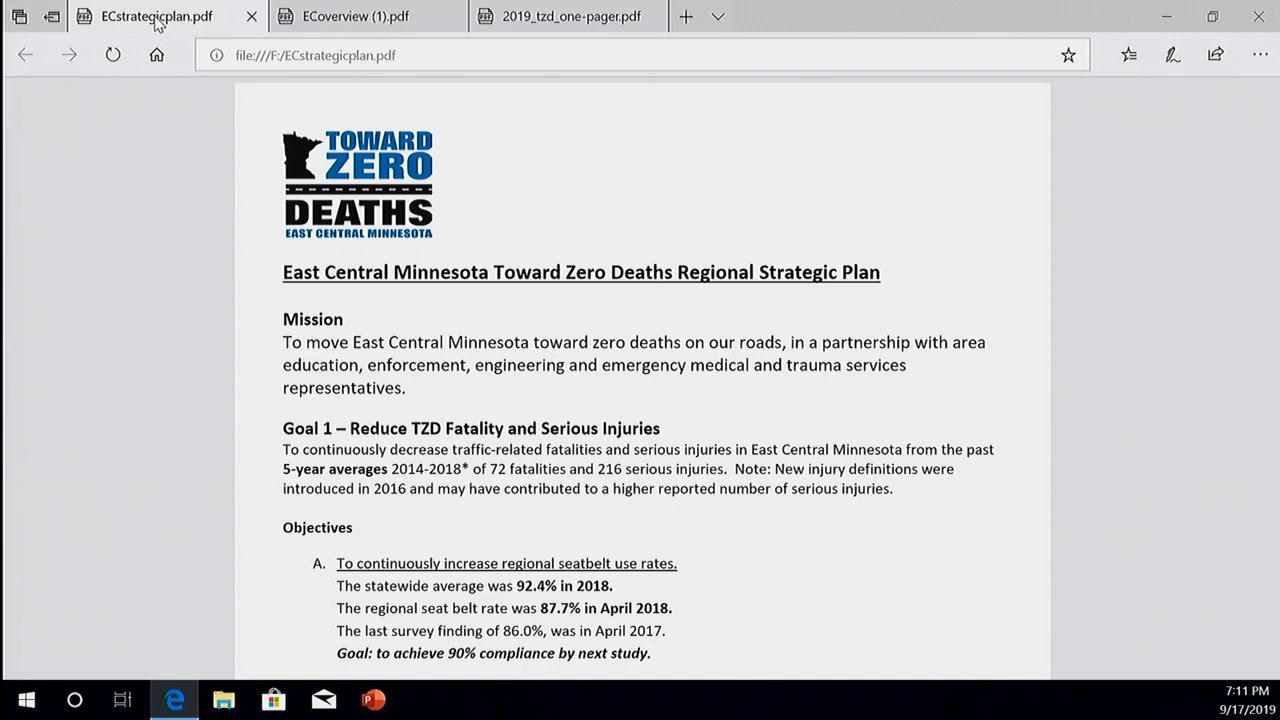 ECstrategicplan.pdf
ECoverview (1).pdf
2019_tzd_one-pager.pdf
file:///F:/ECstrategicplan.pdf
TOWARD
ZERO
DEATHS
EAST CENTRAL MINNESOTA
East Central Minnesota Toward Zero Deaths Regional Strategic Plan
Mission
To move East Central Minnesota toward zero deaths on our roads, in a partnership with area
education, enforcement, engineering and emergency medical and trauma services
representatives.
Goal 1 – Reduce TZD Fatality and Serious Injuries
To continuously decrease traffic-related fatalities and serious injuries in East Central Minnesota from the past
5-year averages 2014-2018* of 72 fatalities and 216 serious injuries.  Note: New injury definitions were
introduced in 2016 and may have contributed to a higher reported number of serious injuries.
Objectives
A. To continuously increase regional seatbelt use rates.
The statewide average was 92.4% in 2018.
The regional seat belt rate was 87.7% in April 2018.
The last survey finding of 86.0%, was in April 2017.
Goal: to achieve 90% compliance by next study.
7:11 PM
9/17/2019